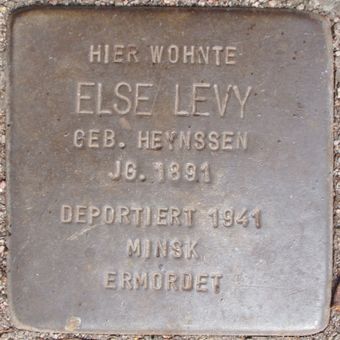 HIER WOHNTE
ELSE LEVY
GEB. HEYNSSEN
JG. 1891
DEPORTIERT 1941
MINSK
ERMORDET